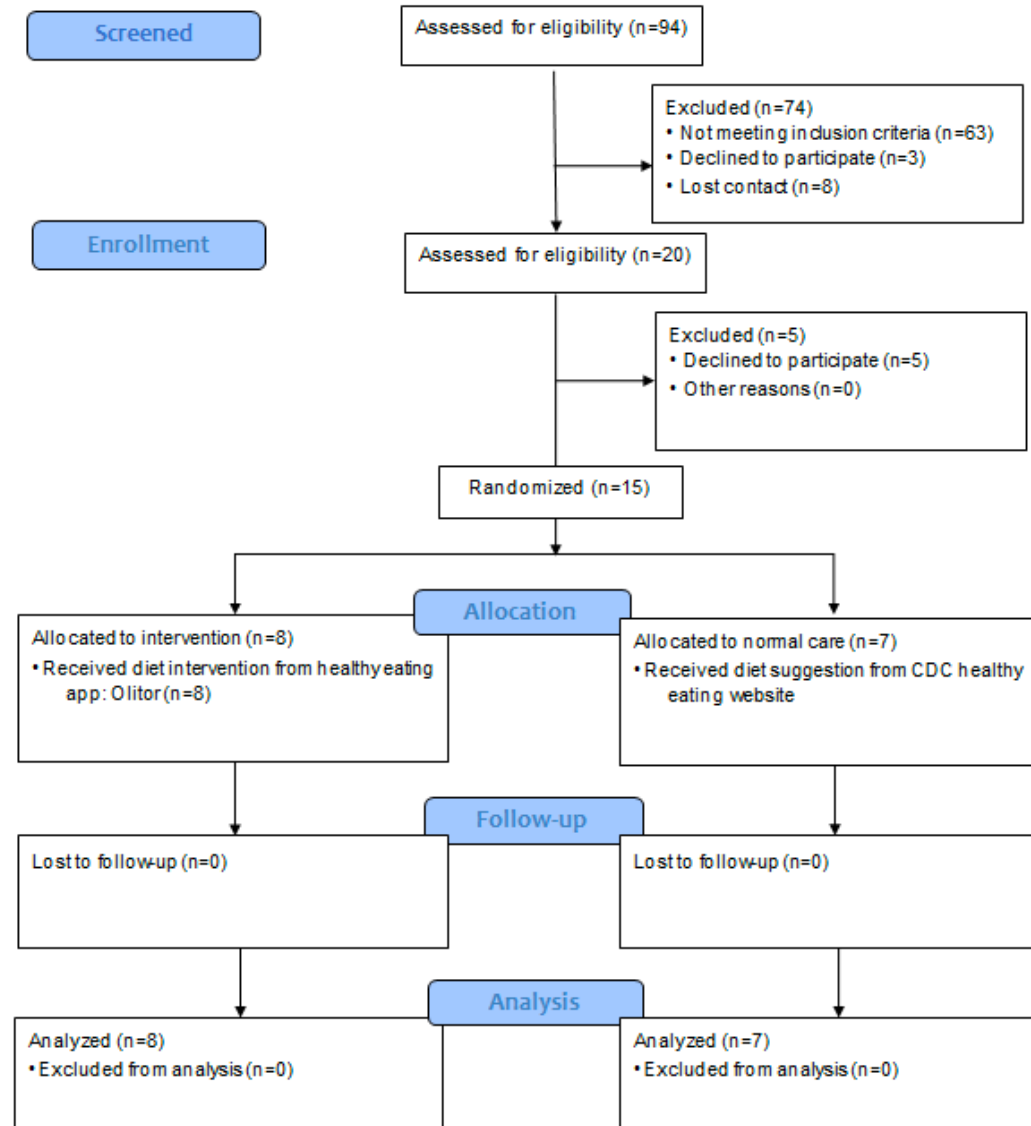 Screened
Assessed for eligibility (n=94)
Excluded (n=74)
• Not meeting inclusion criteria (n=63)
• Declined to participate (n=3)
• Lost contact (n=8)
Enrollment
Assessed for eligibility (n=20)
Excluded (n=5)
• Declined to participate (n=5)
• Other reasons (n=0)
Randomized (n=15)
Allocation
Allocated to intervention (n=8)
• Received diet intervention from healthy eating
app: Olitor (n=8)
Allocated to normal care (n=7)
• Received diet suggestion from CDC healthy
eating website
Follow-up
Lost to follow-up (n=0)
Lost to follow-up (n=0)
Analysis
Analyzed (n=8)
• Excluded from analysis (n=0)
Analyzed (n=7)
• Excluded from analysis (n=0)